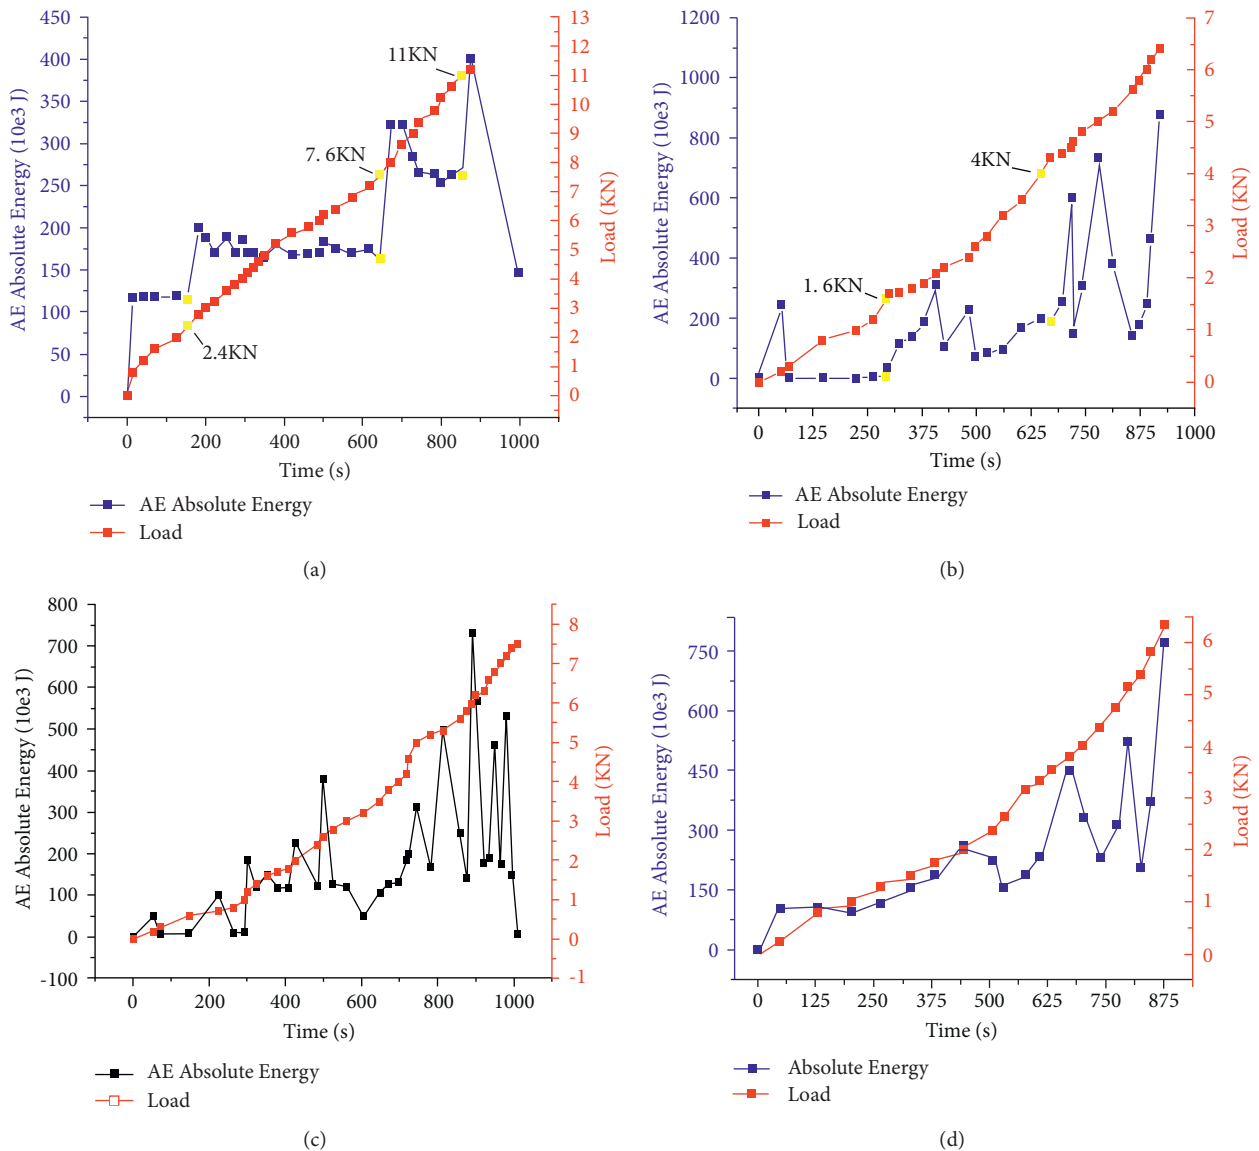 AE Absolute Energy (10e3 J)
450
400
350
300
250
200
150
100
50
0
13
12
11
10
9
8
7
6
5
4
3
2
1
0
Load (KN)
11KN
7. 6KN
2.4KN
0 200 400 600 800 1000
Time (s)
AE Absolute Energy
Load
(a)
AE Absolute Energy (10e3 J)
1200
1000
800
600
400
200
0
7
6
5
4
3
2
1
0
Load (KN)
4KN
1. 6KN
0 125 250 375 500 625 750 875 1000
Time (s)
AE Absolute Energy
Load
(b)
AE Absolute Energy (10e3 J)
800
700
600
500
400
300
200
100
0
-100
8
7
6
5
4
3
2
1
0
-1
Load (KN)
0 200 400 600 800 1000
Time (s)
AE Absolute Energy
Load
(c)
AE Absolute Energy (10e3 J)
750
600
450
300
150
0
6
5
4
3
2
1
0
Load (KN)
0 125 250 375 500 625 750 875
Time (s)
Absolute Energy
Load
(d)